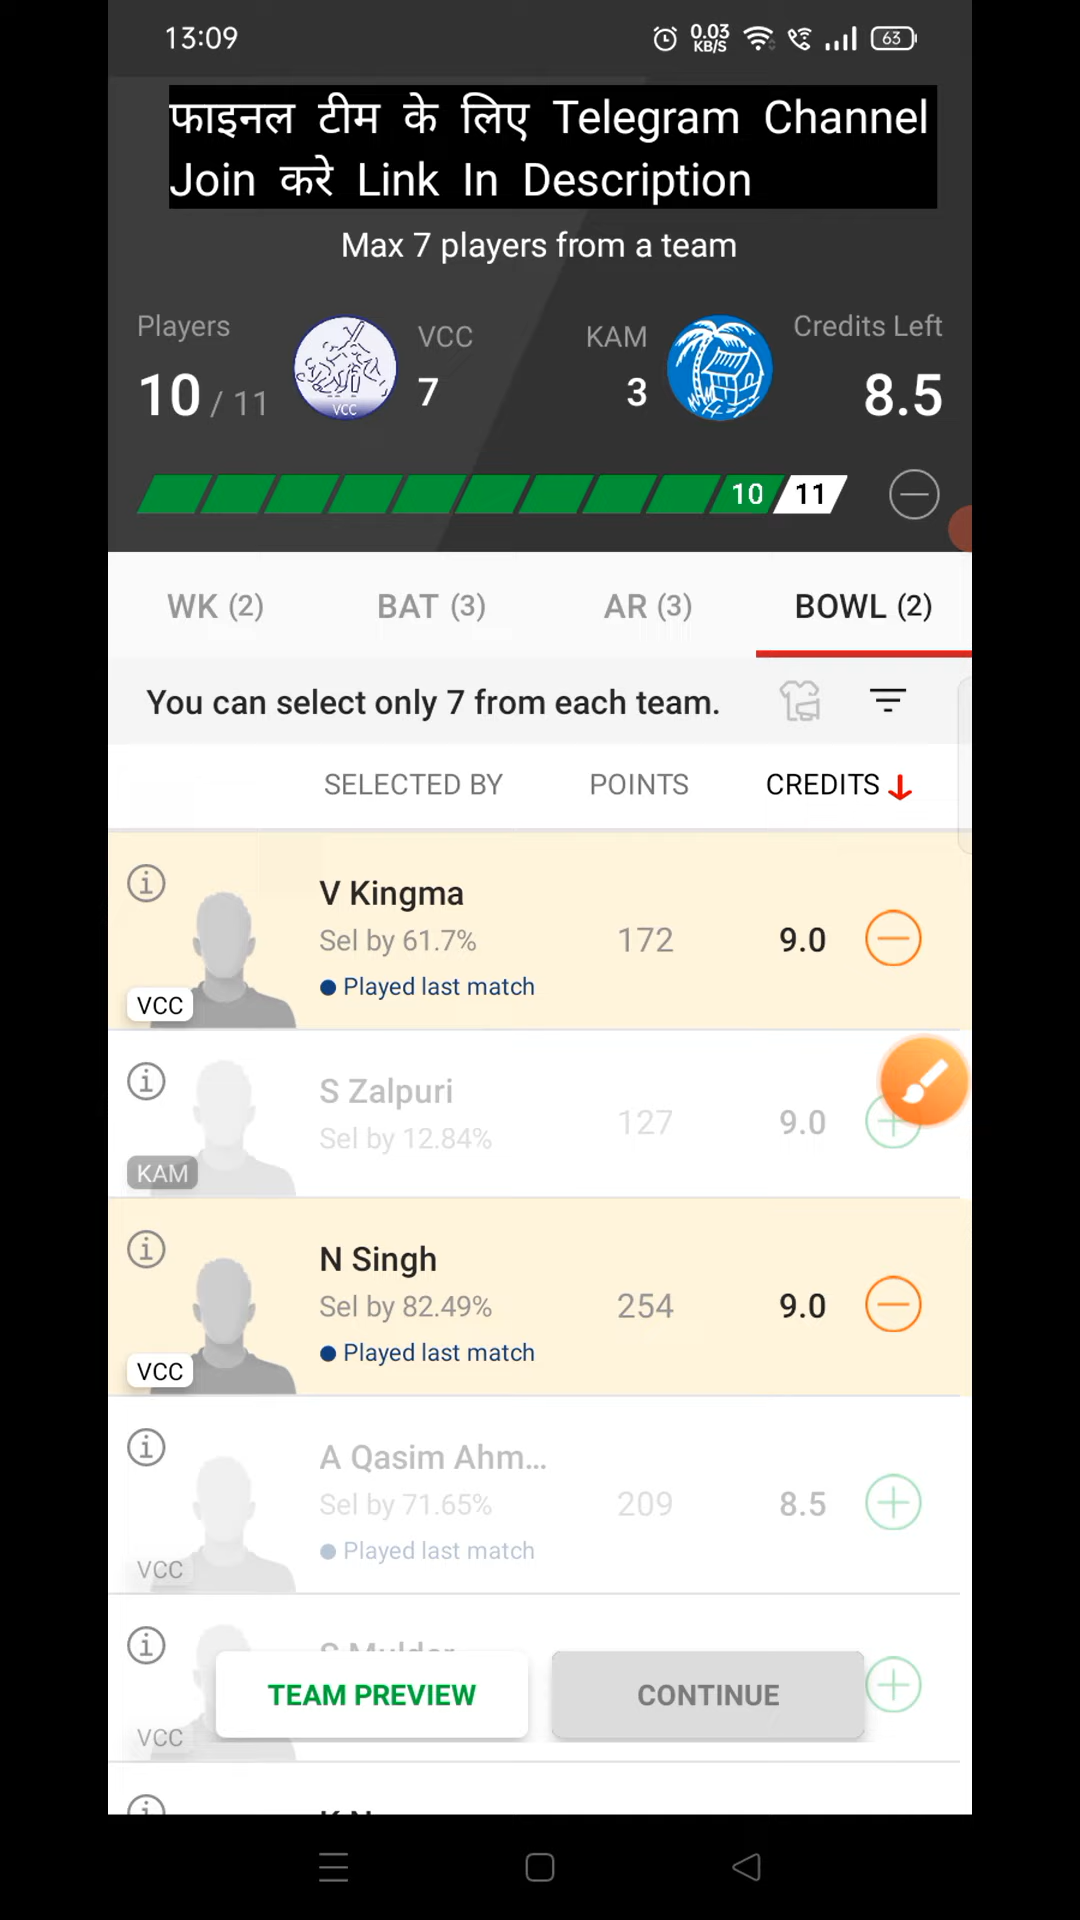 13:09
0.03 KB/S
63
फाइनल टीम के लिए Telegram Channel
Join करे Link In Description
Max 7 players from a team
Players
10 / 11
VCC
VCC
7
KAM
3
Credits Left
8.5
10 11
WK (2) BAT (3) AR (3) BOWL (2)
You can select only 7 from each team.
SELECTED BY POINTS CREDITS
V Kingma
Sel by 61.7% 172 9.0
Played last match
VCC
S Zalpuri
Sel by 12.84% 127 9.0
KAM
N Singh
Sel by 82.49% 254 9.0
Played last match
VCC
A Qasim Ahm...
Sel by 71.65% 209 8.5
Played last match
VCC
TEAM PREVIEW CONTINUE
VCC